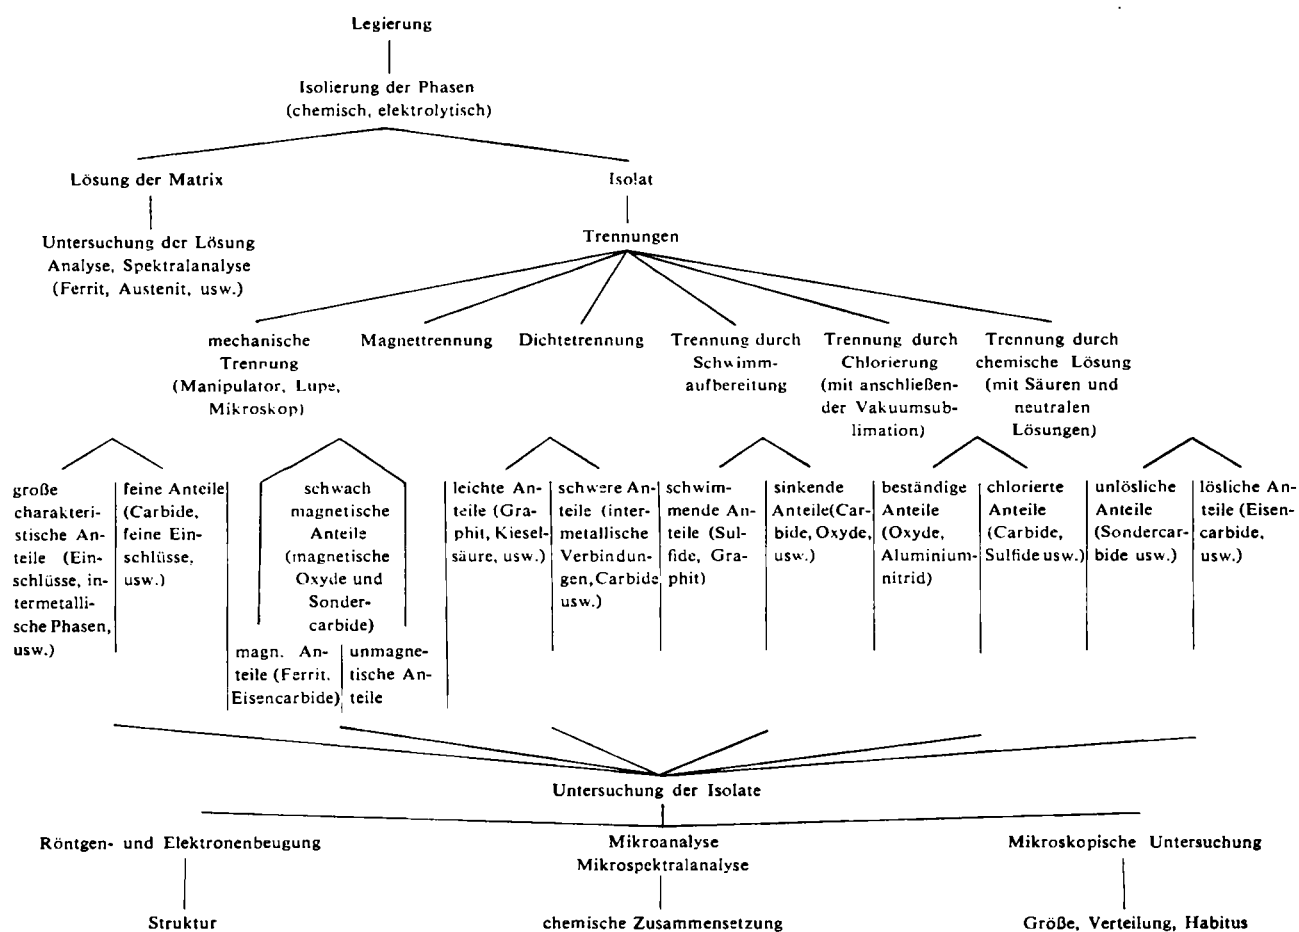 Legierung
Isolierung der Phasen
(chemisch, elektrolytisch)
Lösung der Matrix
Isolat
Untersuchung der Lösung
Analyse, Spektralanalyse
(Ferrit, Austenit, usw.)
Trennungen
mechanische
Trennung
(Manipulator, Lupe,
Mikroskop)
Magnettrennung
Dichtetrennung
Trennung durch
Schwimm-
aufbereitung
Trennung durch
Chlorierung
(mit anschließen-
der Vakuumsub-
limation)
Trennung durch
chemische Lösung
(mit Säuren und
neutralen
Lösungen)
große
charakteri-
stische An-
teile (Ein-
schlüsse, in-
termetalli-
sche Phasen,
usw.)
feine Anteile
(Carbide,
feine Ein-
schlüsse,
usw.)
schwach
magnetische
Anteile
(magnetische
Oxyde und
Sonder-
carbide)
magn. An-
teile (Ferrit,
Eisencarbide)
unmagne-
tische An-
teile
leichte An-
teile (Gra-
phit, Kiesel-
säure, usw.)
schwere An-
teile (inter-
metallische
Verbindun-
gen, Carbide
usw.)
schwim-
mende An-
teile (Sul-
fide, Gra-
phit)
sinkende
Anteile(Car-
bide, Oxyde,
usw.)
beständige
Anteile
(Oxyde,
Aluminium-
nitrid)
chlorierte
Anteile
(Carbide,
Sulfide usw.)
unlösliche
Anteile
(Sondercar-
bide usw.)
lösliche An-
teile (Eisen-
carbide,
usw.)
Untersuchung der Isolate
Röntgen- und Elektronenbeugung
Mikroanalyse
Mikrospektralanalyse
Mikroskopische Untersuchung
Struktur
chemische Zusammensetzung
Größe, Verteilung, Habitus